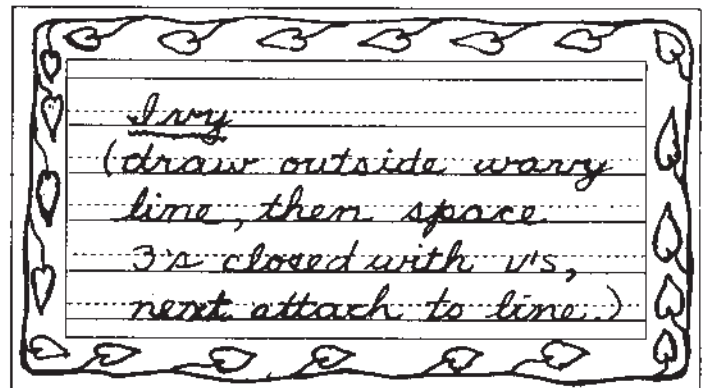 Ivy
(draw outside wavy
line, then space
3's closed with v's,
next attach to line.)